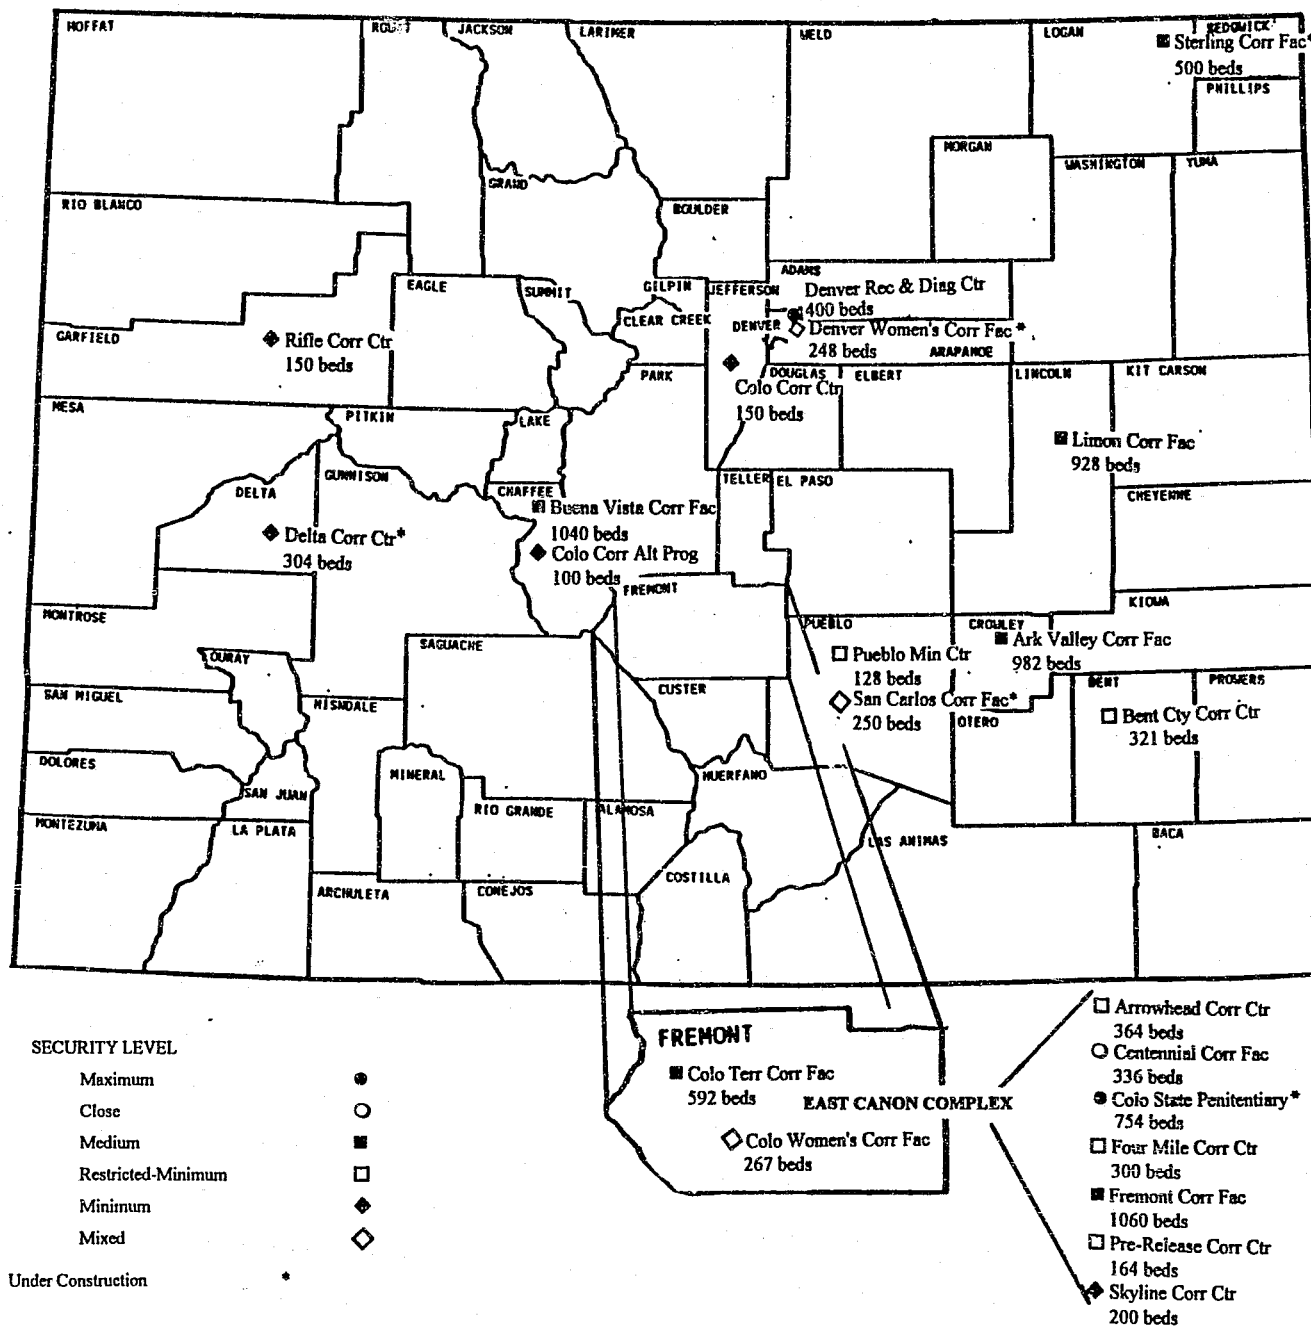 MOFFAT
ROUTT
JACKSON
LARIMER
WELD
LOGAN
SEDGWICK
Sterling Corr Fac*
500 beds
PHILLIPS
MORGAN
WASHINGTON
YUMA
GRAND
RIO BLANCO
BOULDER
ADAMS
EAGLE
SUMMIT
GILPIN
JEFFERSON
Denver Rec & Diag Ctr
400 beds
CLEAR CREEK
DENVER
Denver Women's Corr Fac*
248 beds
ARAPAHOE
GARFIELD
Rifle Corr Ctr
150 beds
PARK
DOUGLAS
ELBERT
LINCOLN
KIT CARSON
Colo Corr Ctr
150 beds
MESA
PITKIN
LAKE
Limon Corr Fac
928 beds
GUNNISON
DELTA
CHAFFEE
TELLER
EL PASO
CHEYENNE
Buena Vista Corr Fac
1040 beds
Delta Corr Ctr*
304 beds
Colo Corr Alt Prog
100 beds
FREMONT
KIOWA
MONTROSE
PUEBLO
CROWLEY
Ark Valley Corr Fac
982 beds
SAGUACHE
OURAY
Pueblo Min Ctr
128 beds
SAN MIGUEL
HISNDALE
CUSTER
BENT
PROWERS
San Carlos Corr Fac*
250 beds
OTERO
Bent Cty Corr Ctr
321 beds
DOLORES
MINERAL
HUERFANO
SAN JUAN
RIO GRANDE
ALAMOSA
MONTEZUMA
LA PLATA
LAS ANIMAS
BACA
ARCHULETA
CONEJOS
COSTILLA
FREMONT
Colo Terr Corr Fac
592 beds
EAST CANON COMPLEX
Colo Women's Corr Fac
267 beds
Arrowhead Corr Ctr
364 beds
Centennial Corr Fac
336 beds
Colo State Penitentiary*
754 beds
Four Mile Corr Ctr
300 beds
Fremont Corr Fac
1060 beds
Pre-Release Corr Ctr
164 beds
Skyline Corr Ctr
200 beds
SECURITY LEVEL
Maximum
Close
Medium
Restricted-Minimum
Minimum
Mixed
Under Construction *